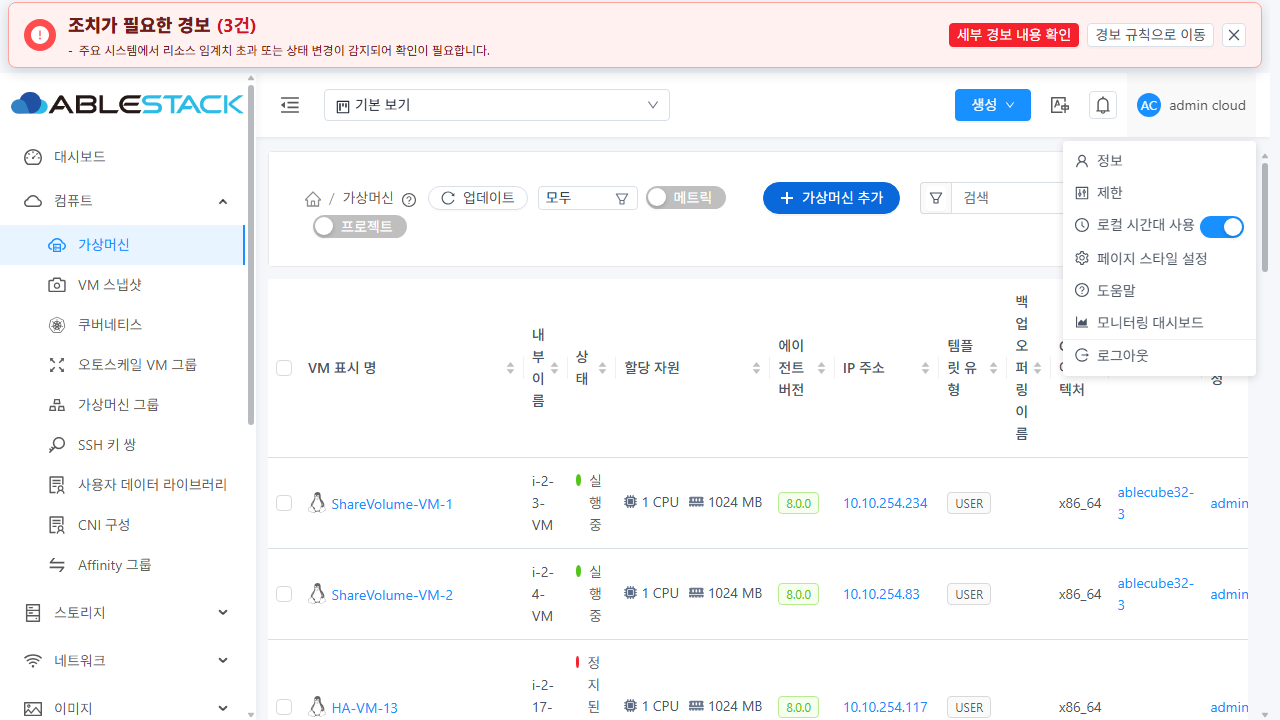 조치가 필요한 경보 (3건)
- 주요 시스템에서 리소스 임계치 초과 또는 상태 변경이 감지되어 확인이 필요합니다.
세부 경보 내용 확인
경보 규칙으로 이동
ABLESTACK
기본 보기
생성
AC admin cloud
대시보드
컴퓨트
가상머신
VM 스냅샷
쿠버네티스
오토스케일 VM 그룹
가상머신 그룹
SSH 키 쌍
사용자 데이터 라이브러리
CNI 구성
Affinity 그룹
스토리지
네트워크
이미지
/ 가상머신
업데이트
모두
메트릭
프로젝트
가상머신 추가
검색
정보
제한
로컬 시간대 사용
페이지 스타일 설정
도움말
모니터링 대시보드
로그아웃
VM 표시 명
내부 이름
상태
할당 자원
에이전트 버전
IP 주소
템플릿 유형
백업 오퍼링 이름
텍처
정
ShareVolume-VM-1
i-2-3-VM
실행 중
1 CPU 1024 MB
8.0.0
10.10.254.234
USER
x86_64
ablecube32-3
admin
ShareVolume-VM-2
i-2-4-VM
실행 중
1 CPU 1024 MB
8.0.0
10.10.254.83
USER
x86_64
ablecube32-3
admin
HA-VM-13
i-2-17-
정지된
1 CPU 1024 MB
8.0.0
10.10.254.117
USER
x86_64
admin